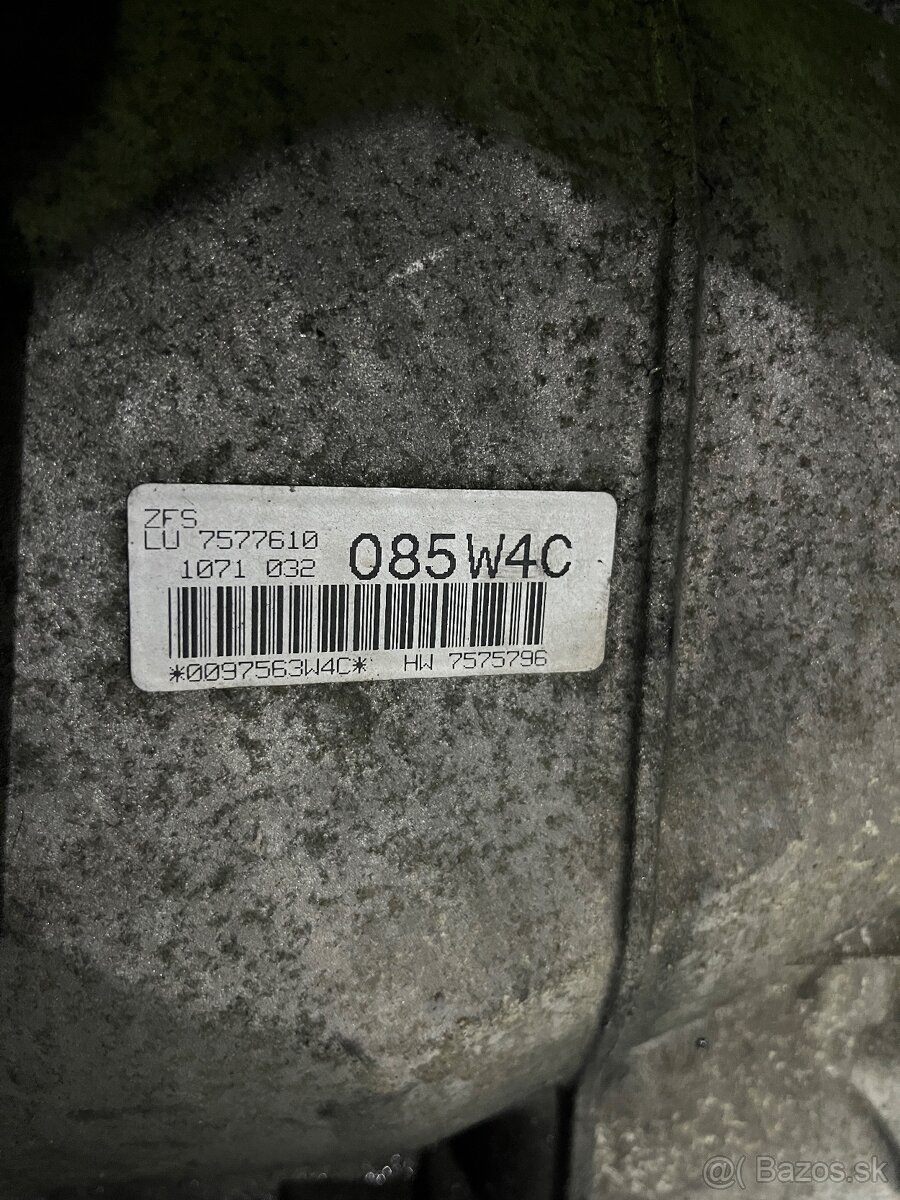 ZFS
LU 7577610
1071 032 085W4C
*0097563W4C* HW 7575796
@( Bazos.sk